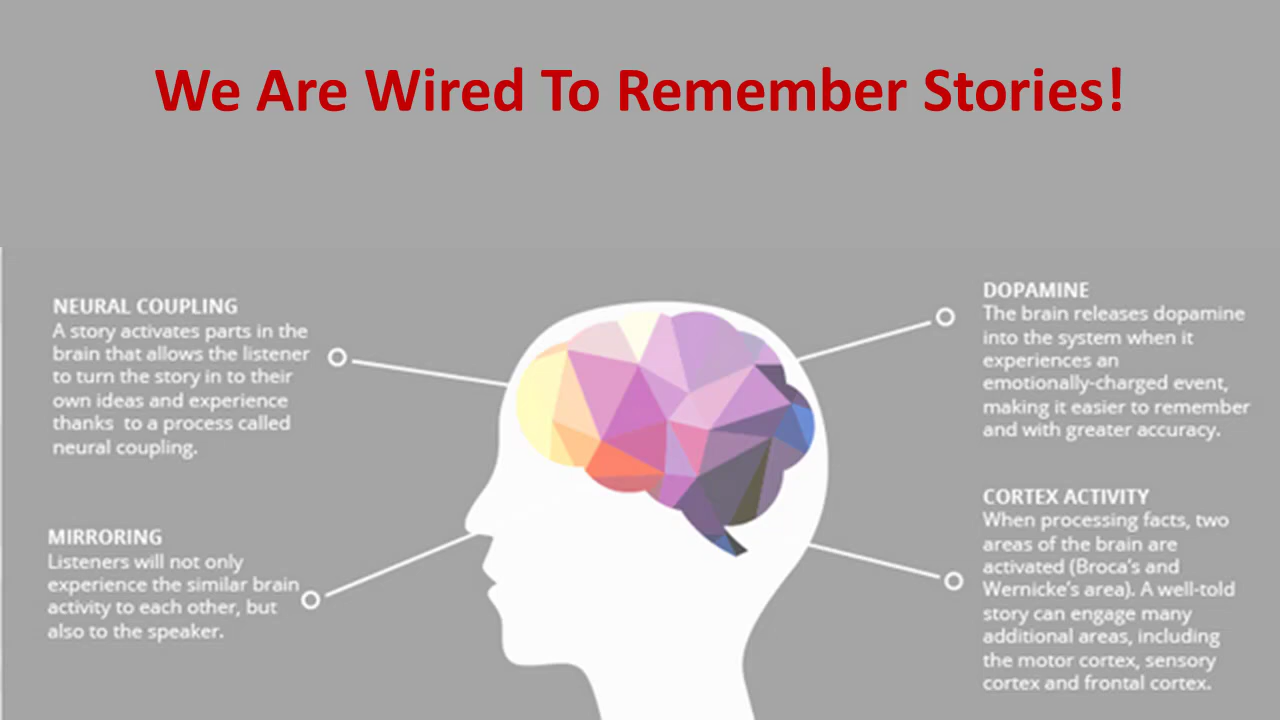 We Are Wired To Remember Stories!
NEURAL COUPLING
A story activates parts in the
brain that allows the listener
to turn the story in to their
own ideas and experience
thanks  to a process called
neural coupling.
MIRRORING
Listeners will not only
experience the similar brain
activity to each other, but
also to the speaker.
DOPAMINE
The brain releases dopamine
into the system when it
experiences an
emotionally-charged event,
making it easier to remember
and with greater accuracy.
CORTEX ACTIVITY
When processing facts, two
areas of the brain are
activated (Broca's and
Wernicke's area). A well-told
story can engage many
additional areas, including
the motor cortex, sensory
cortex and frontal cortex.